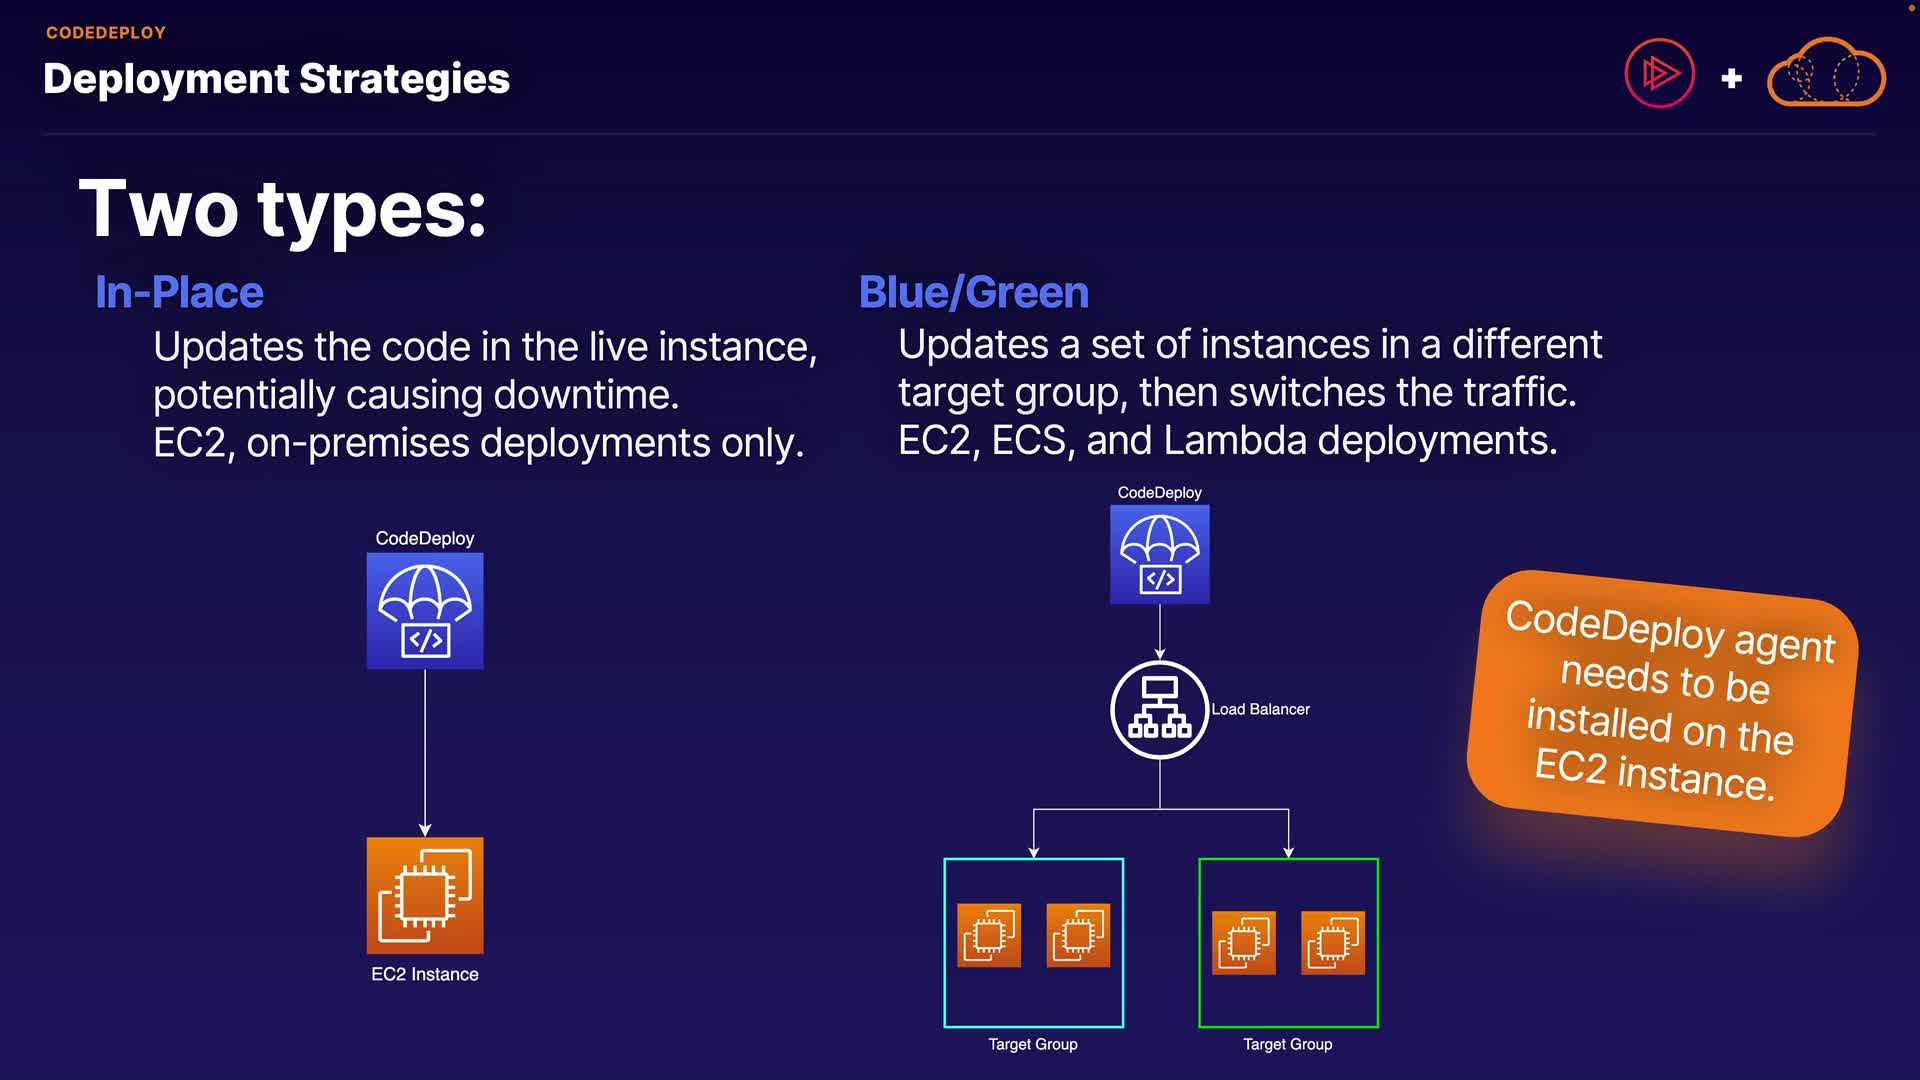 CODEDEPLOY
Deployment Strategies
Two types:
In-Place
Updates the code in the live instance,
potentially causing downtime.
EC2, on-premises deployments only.
Blue/Green
Updates a set of instances in a different
target group, then switches the traffic.
EC2, ECS, and Lambda deployments.
CodeDeploy
</>
EC2 Instance
CodeDeploy
</>
Load Balancer
Target Group
Target Group
CodeDeploy agent
needs to be
installed on the
EC2 instance.